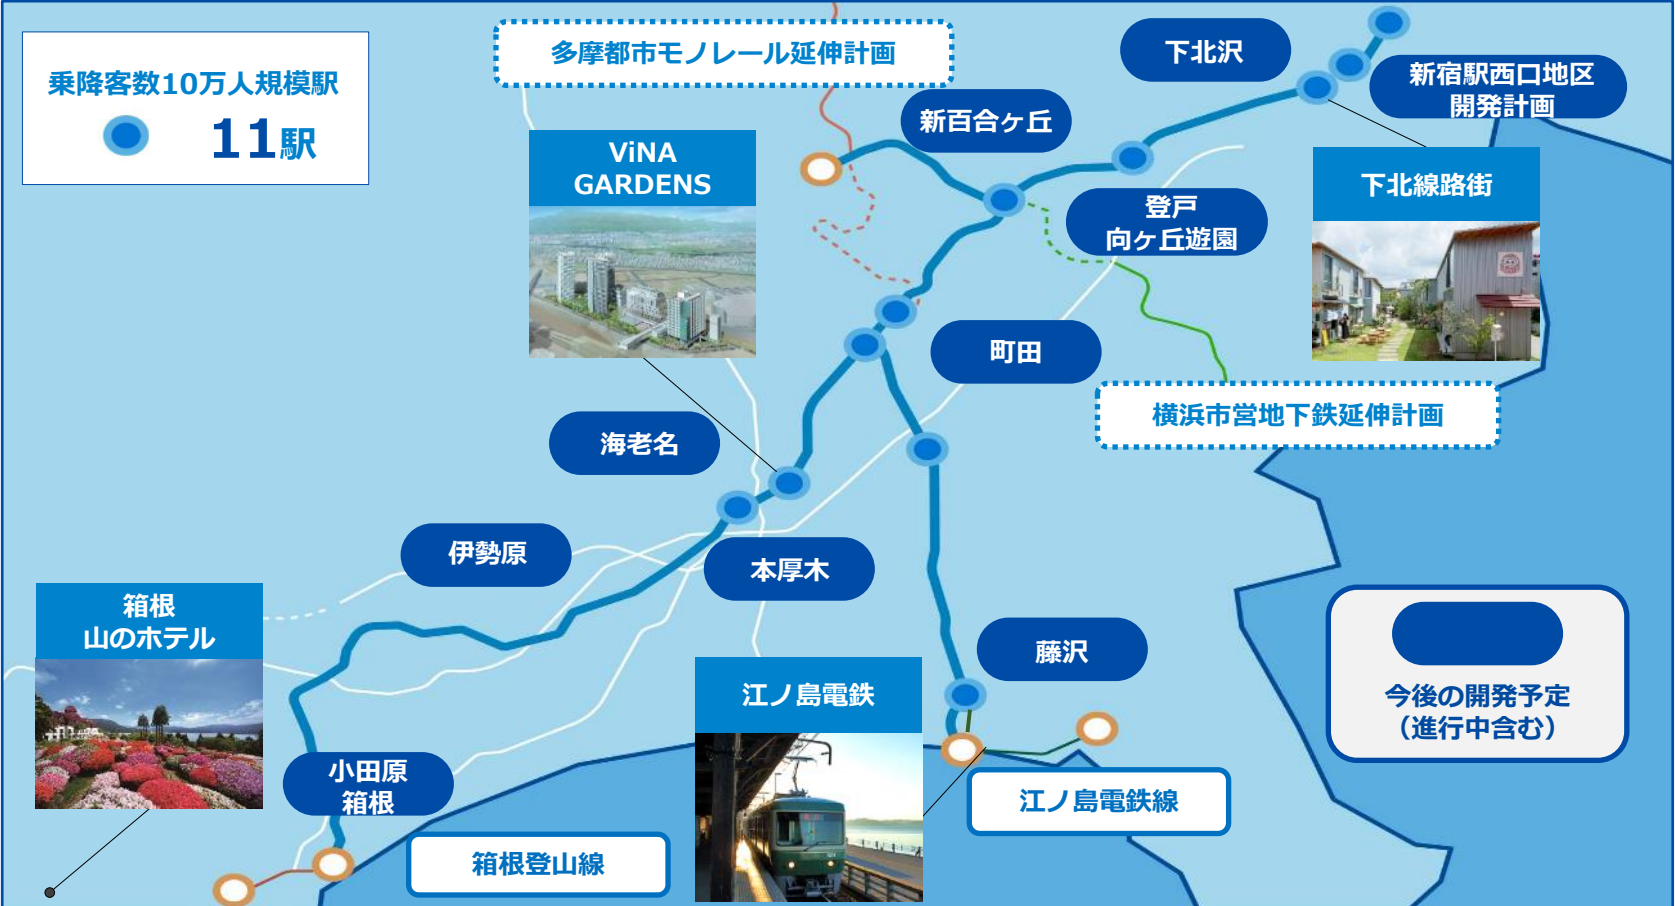 乗降客数10万人規模駅
11駅
多摩都市モノレール延伸計画
下北沢
新宿駅西口地区
開発計画
新百合ヶ丘
ViNA
GARDENS
下北線路街
登戸
向ヶ丘遊園
町田
横浜市営地下鉄延伸計画
海老名
伊勢原
本厚木
箱根
山のホテル
藤沢
江ノ島電鉄
今後の開発予定
（進行中含む）
小田原
箱根
江ノ島電鉄線
箱根登山線